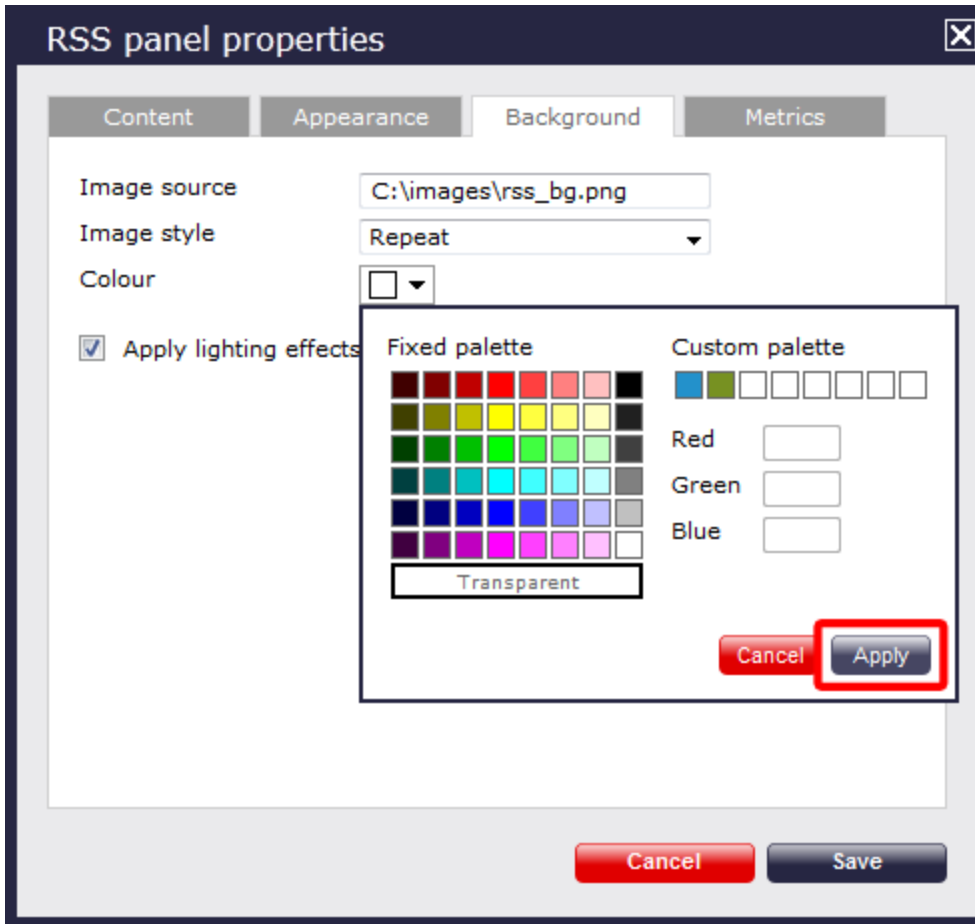 RSS panel properties
Content Appearance Background Metrics
Image source C:\images\rss_bg.png
Image style Repeat
Colour
Apply lighting effects
Fixed palette
Transparent
Custom palette
Red
Green
Blue
Cancel Apply
Cancel Save